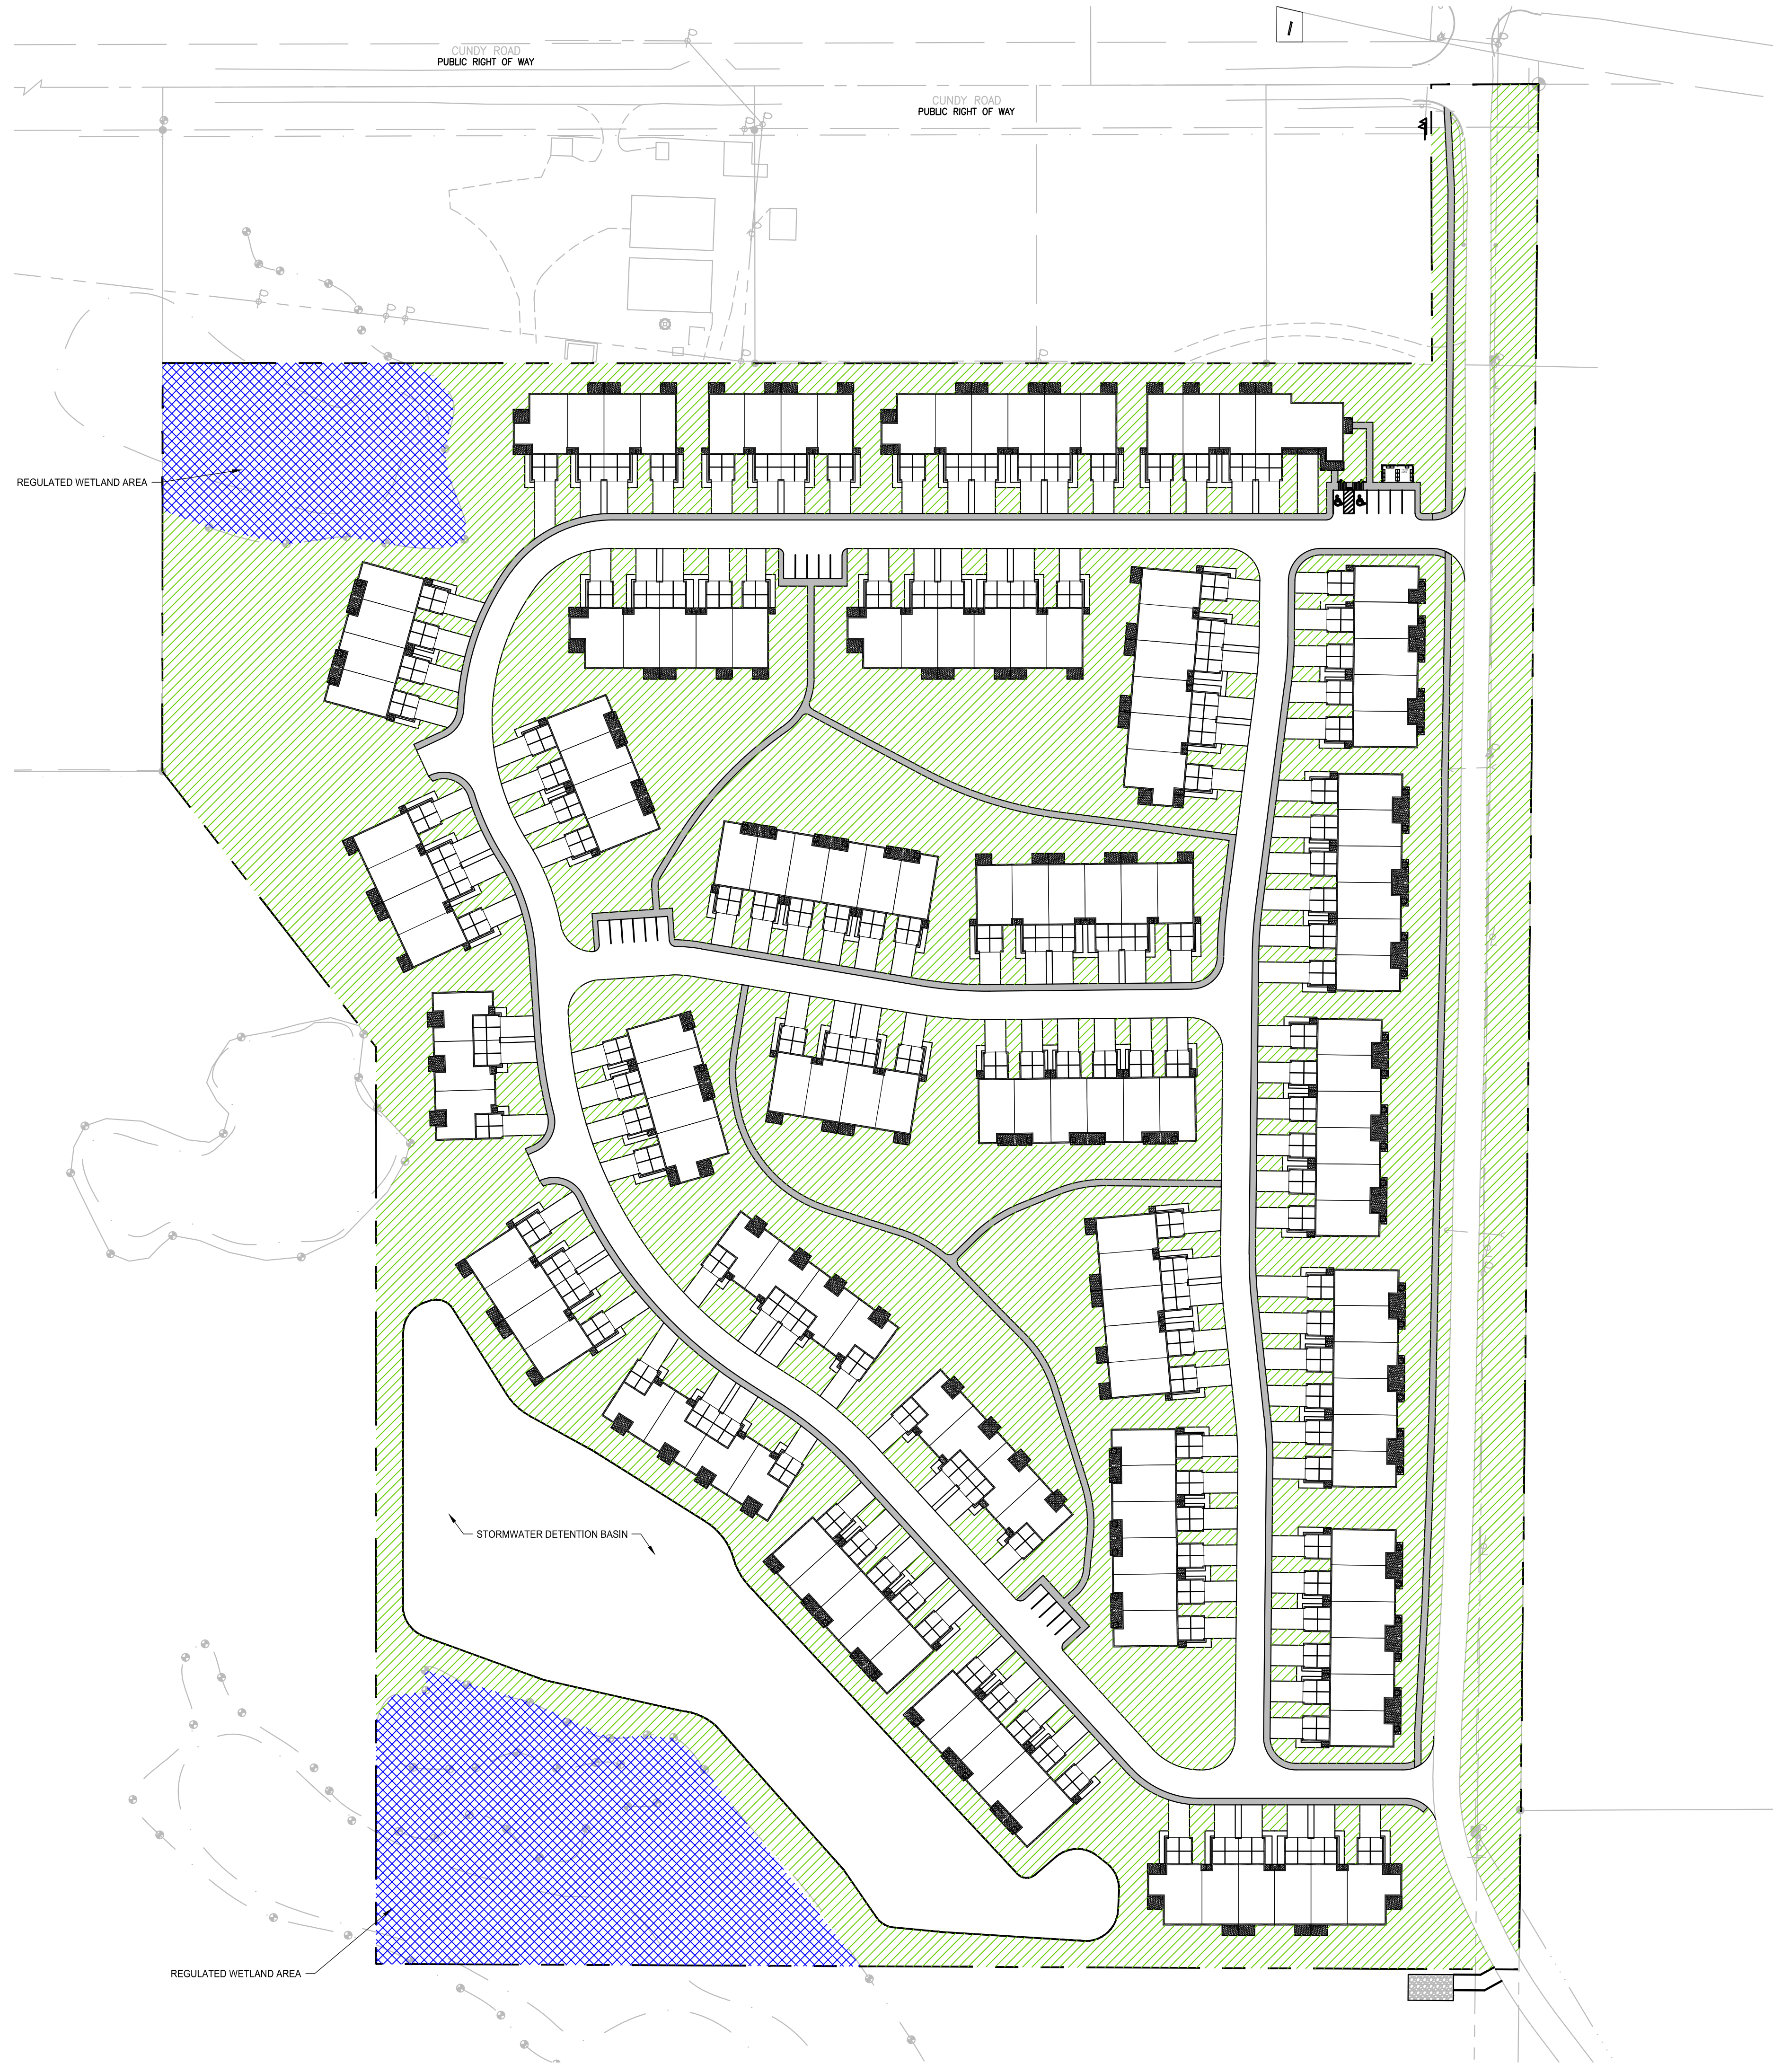 CUNDY ROAD
PUBLIC RIGHT OF WAY
CUNDY ROAD
PUBLIC RIGHT OF WAY
REGULATED WETLAND AREA
STORMWATER DETENTION BASIN
REGULATED WETLAND AREA